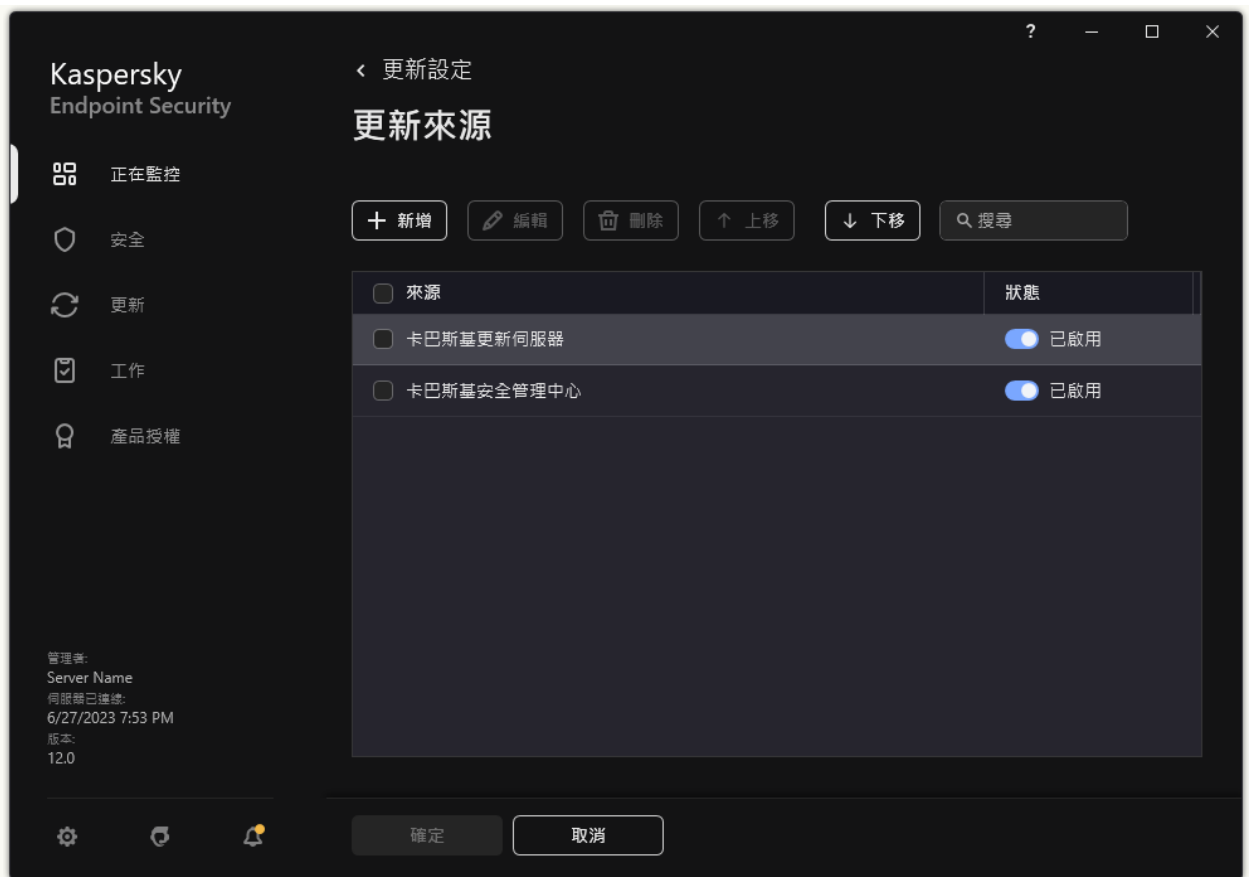 ?
Kaspersky
Endpoint Security
正在監控
安全
更新
工作
產品授權
管理者:
Server Name
伺服器已連線:
6/27/2023 7:53 PM
版本:
12.0
更新設定
更新來源
新增 編輯 刪除 上移 下移 搜尋
來源 狀態
卡巴斯基更新伺服器 已啟用
卡巴斯基安全管理中心 已啟用
確定 取消